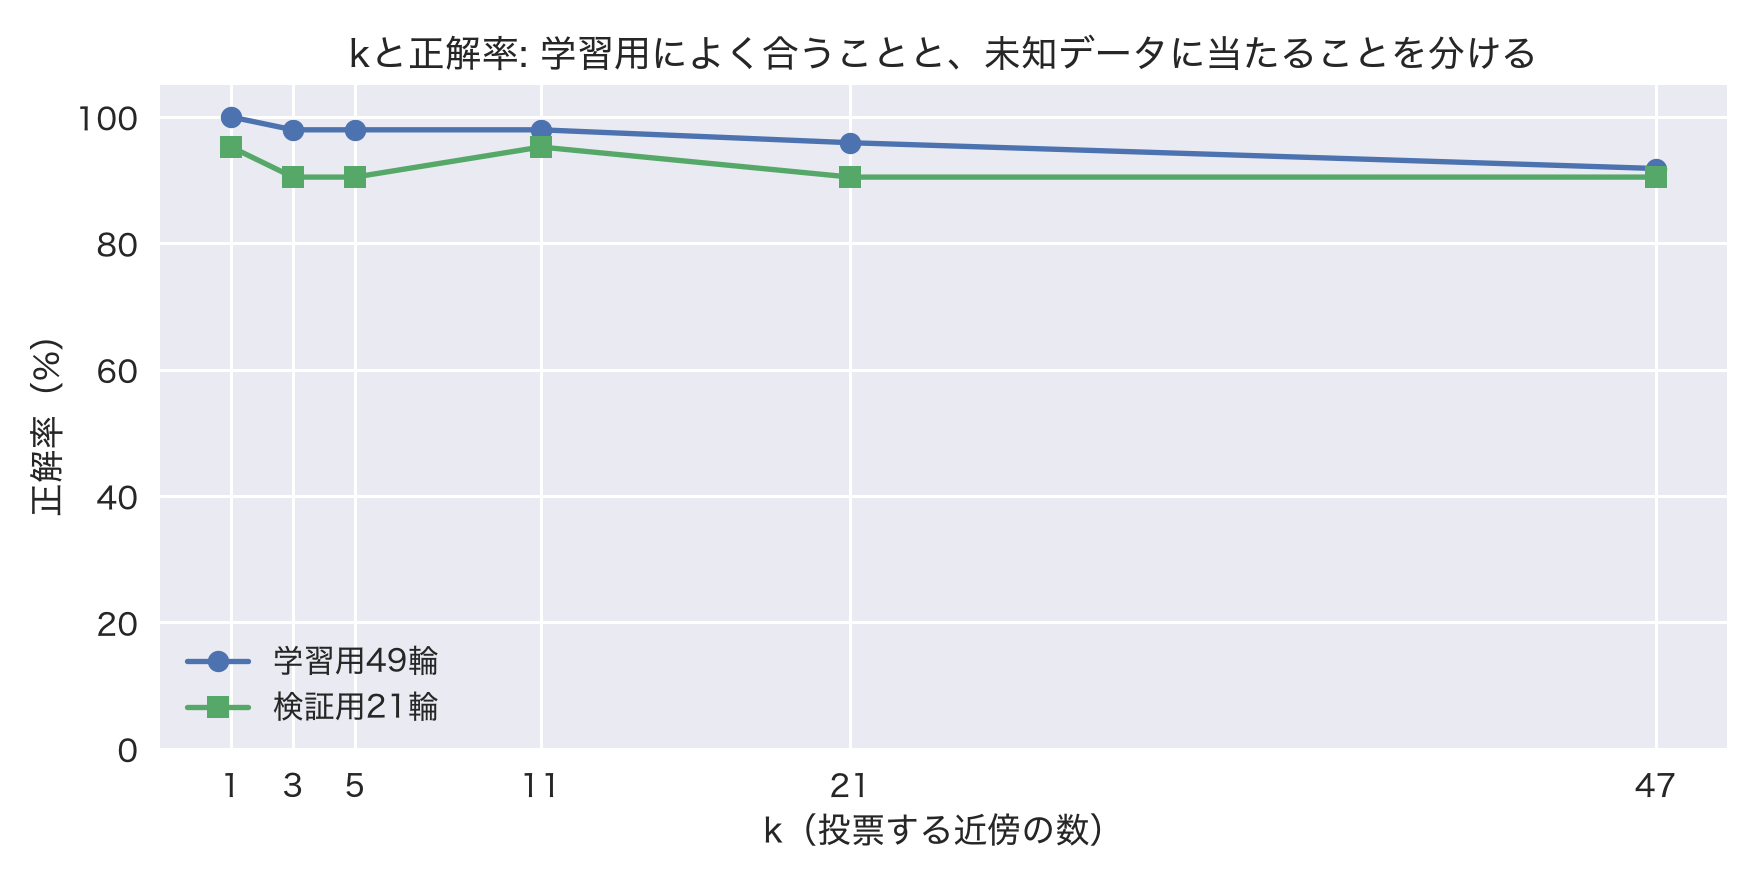 kと正解率: 学習用によく合うことと、未知データに当たることを分ける
正解率（%）
100
80
60
40
20
0
学習用49輪
検証用21輪
1 3 5 11 21 47
k（投票する近傍の数）